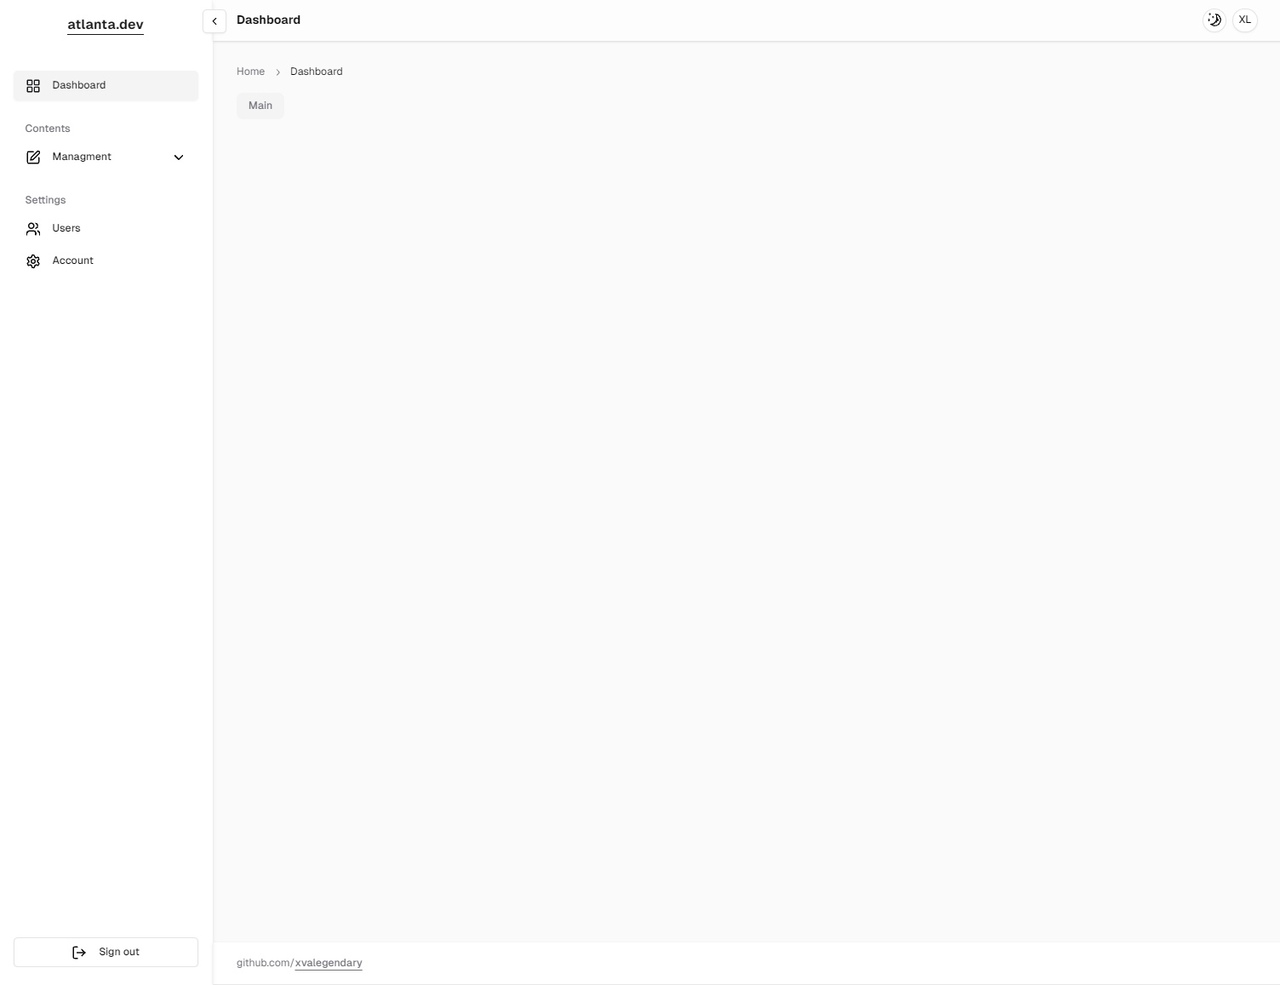 atlanta.dev
Dashboard
Contents
Managment
Settings
Users
Account
Sign out
Dashboard
XL
Home
Dashboard
Main
github.com/xvalegendary